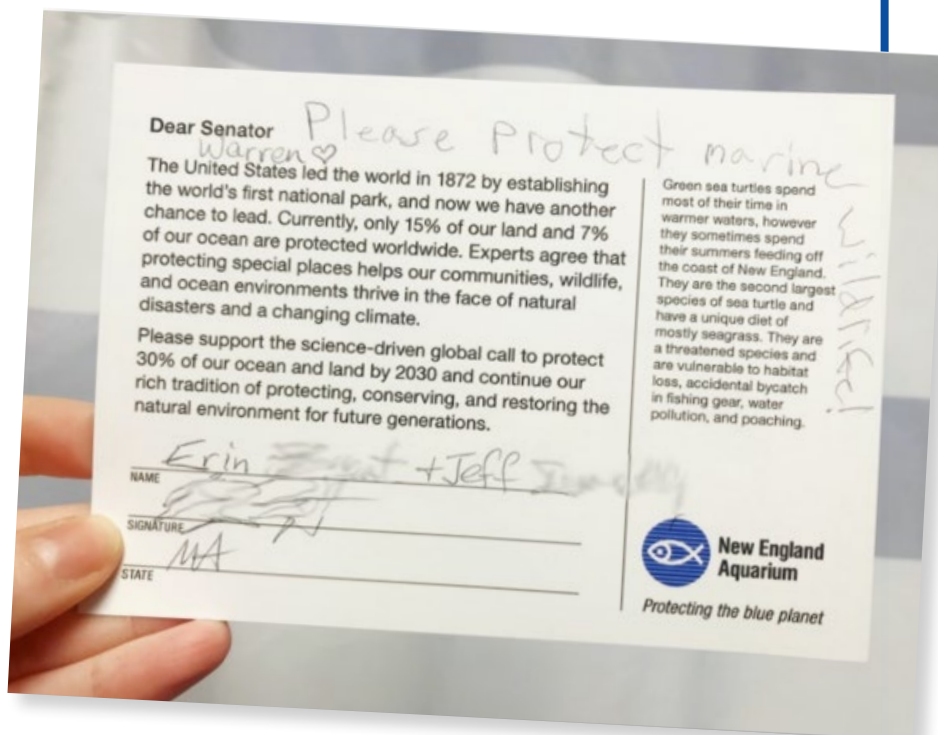 Dear Senator Please Protect marine
Warren♡
wildlife!
The United States led the world in 1872 by establishing
the world's first national park, and now we have another
chance to lead. Currently, only 15% of our land and 7%
of our ocean are protected worldwide. Experts agree that
protecting special places helps our communities, wildlife,
and ocean environments thrive in the face of natural
disasters and a changing climate.
Please support the science-driven global call to protect
30% of our ocean and land by 2030 and continue our
rich tradition of protecting, conserving, and restoring the
natural environment for future generations.
Erin + Jeff
NAME
SIGNATURE
MA
STATE
Green sea turtles spend
most of their time in
warmer waters, however
they sometimes spend
their summers feeding off
the coast of New England.
They are the second largest
species of sea turtle and
have a unique diet of
mostly seagrass. They are
a threatened species and
are vulnerable to habitat
loss, accidental bycatch
in fishing gear, water
pollution, and poaching.
New England
Aquarium
Protecting the blue planet